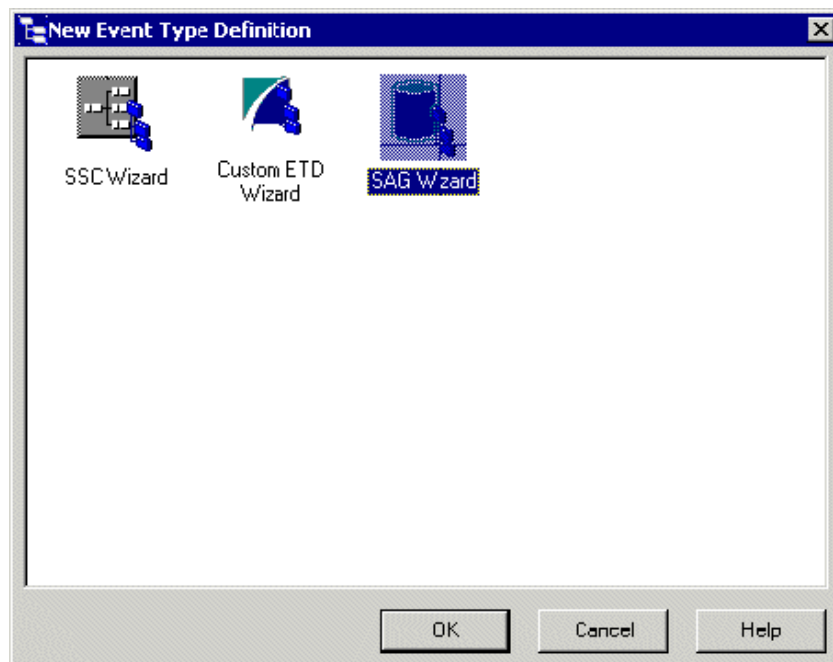 New Event Type Definition
SSC Wizard
Custom ETD
Wizard
SAG Wizard
OK
Cancel
Help